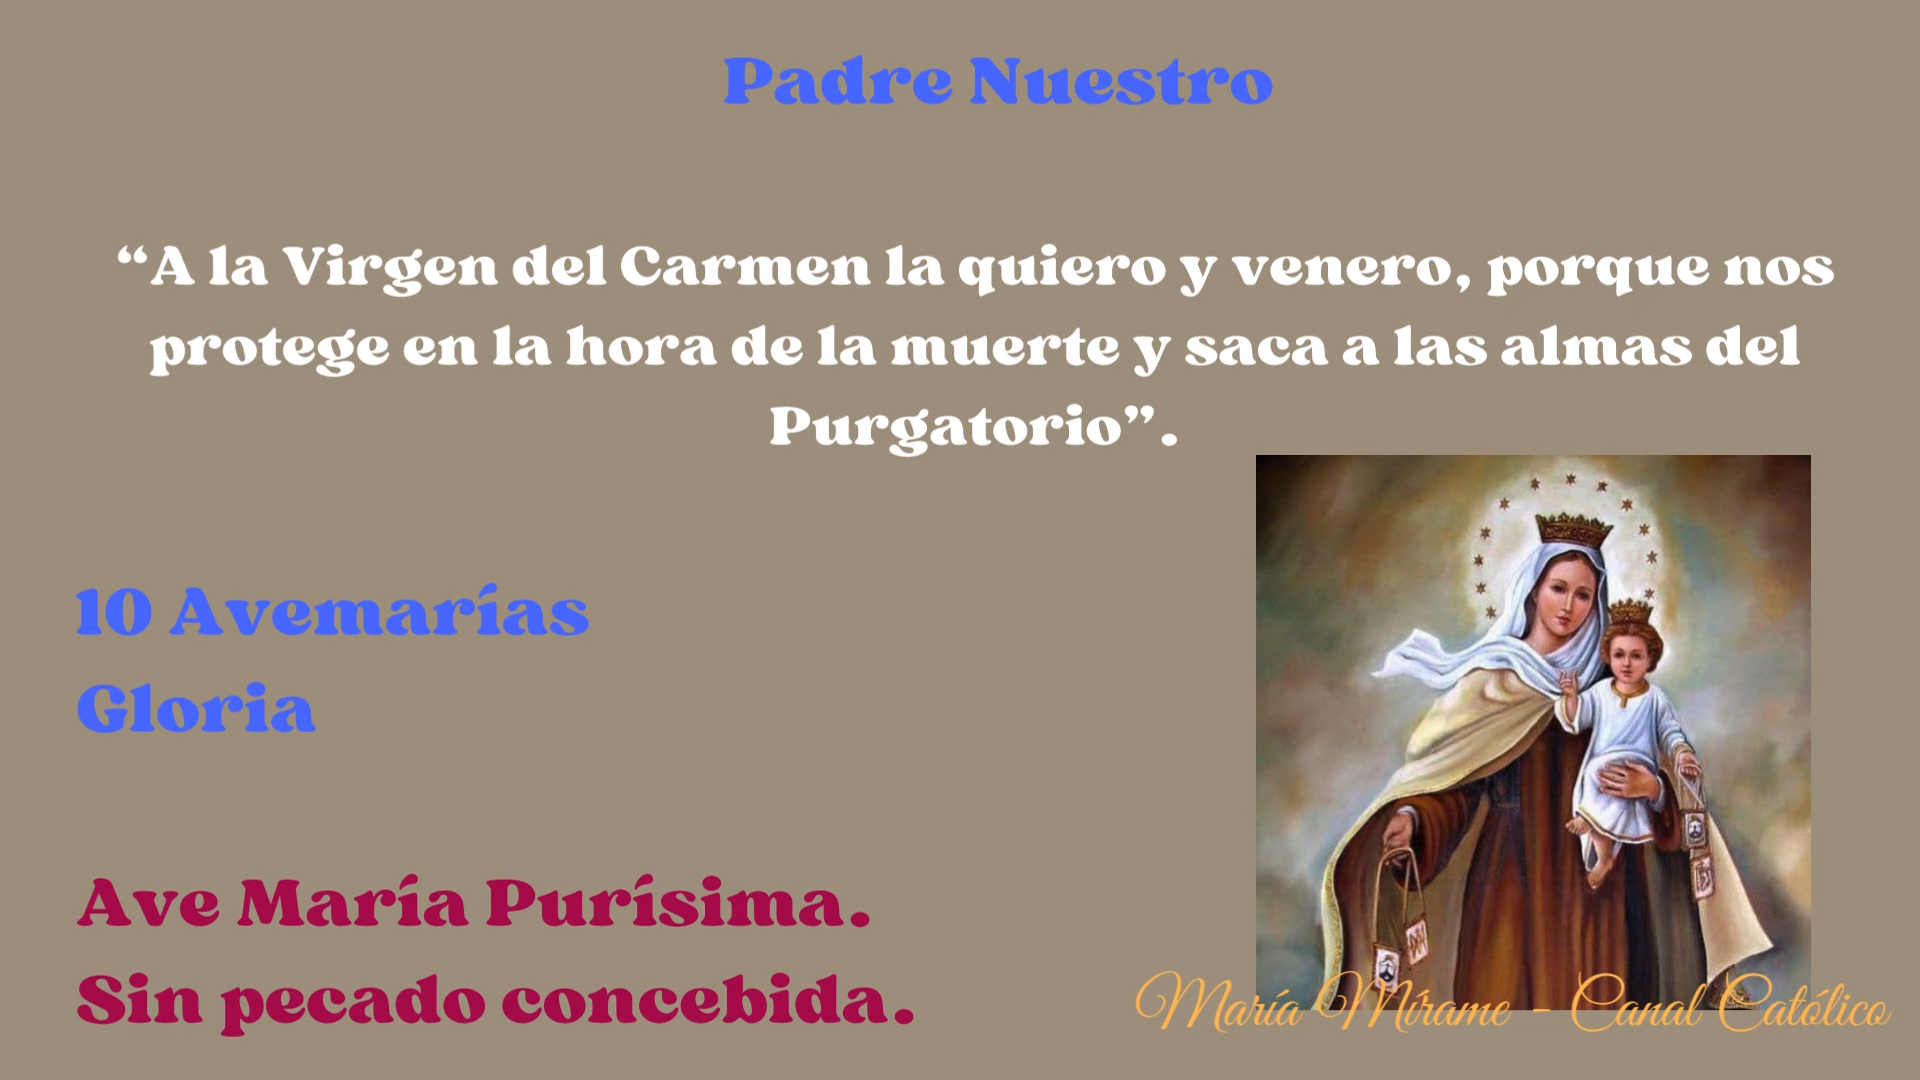 Padre Nuestro
“A la Virgen del Carmen la quiero y venero, porque nos
protege en la hora de la muerte y saca a las almas del
Purgatorio”.
10 Avemarías
Gloria
Ave María Purísima.
Sin pecado concebida.
María Mírame - Canal Católico